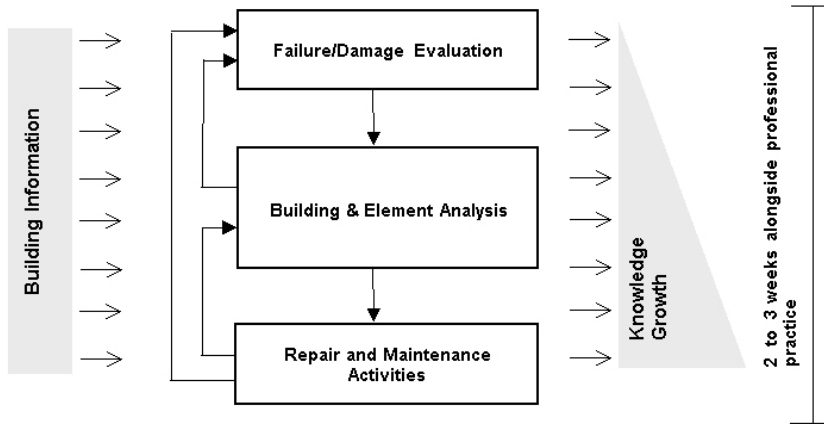 Building Information
Failure/Damage Evaluation
Building & Element Analysis
Repair and Maintenance
Activities
Knowledge
Growth
2 to 3 weeks alongside professional
practice